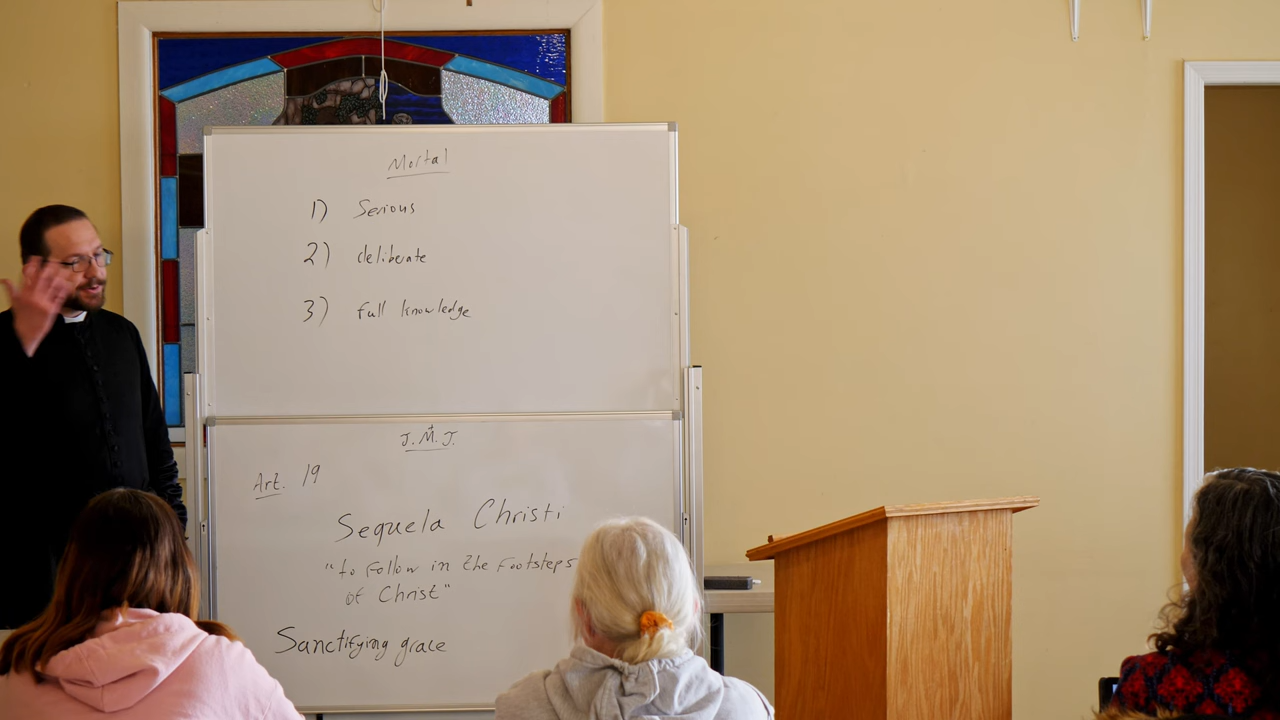 Mortal
1) Serious
2) deliberate
3) full knowledge
J.M.J.
Art. 19
Sequela Christi
"to follow in the footsteps
of Christ"
Sanctifying grace